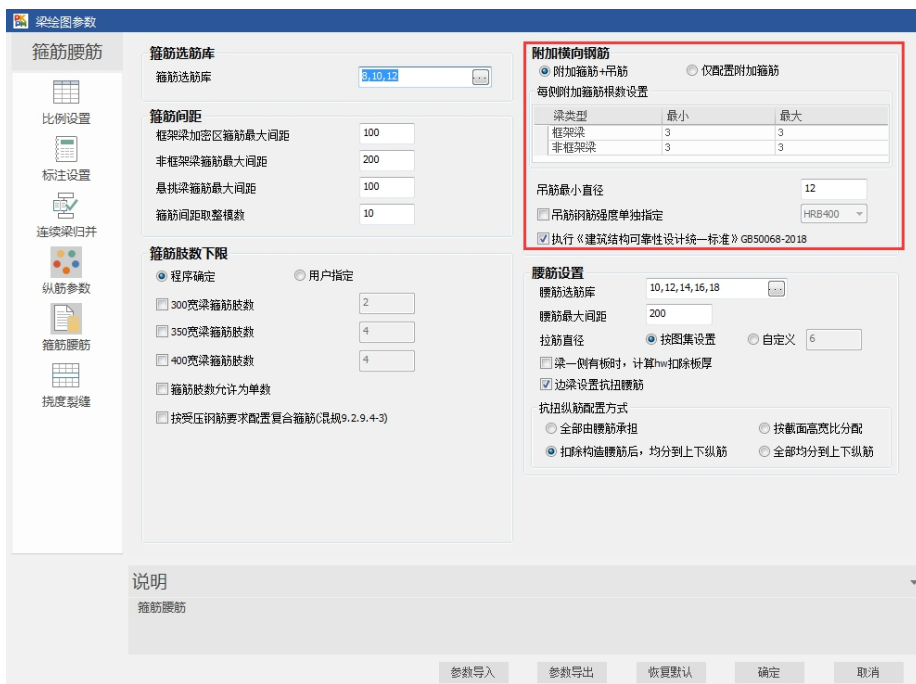 梁绘图参数
箍筋腰筋
比例设置
标注设置
连续梁归并
纵筋参数
箍筋腰筋
挠度裂缝
箍筋选筋库
箍筋选筋库 8,10,12 ...
箍筋间距
框架梁加密区箍筋最大间距 100
非框架梁箍筋最大间距 200
悬挑梁箍筋最大间距 100
箍筋间距取整模数 10
箍筋肢数下限
程序确定 用户指定
300宽梁箍筋肢数 2
350宽梁箍筋肢数 4
400宽梁箍筋肢数 4
箍筋肢数允许为单数
按受压钢筋要求配置复合箍筋(混规9.2.9.4-3)
附加横向钢筋
附加箍筋+吊筋 仅配置附加箍筋
每侧附加箍筋根数设置
梁类型 最小 最大
框架梁 3 3
非框架梁 3 3
吊筋最小直径 12
吊筋钢筋强度单独指定 HRB400
执行《建筑结构可靠性设计统一标准》GB50068-2018
腰筋设置
腰筋选筋库 10,12,14,16,18 ...
腰筋最大间距 200
拉筋直径 按图集设置 自定义 6
梁一侧有板时，计算hw扣除板厚
边梁设置抗扭腰筋
抗扭纵筋配置方式
全部由腰筋承担 按截面高宽比分配
扣除构造腰筋后，均分到上下纵筋 全部均分到上下纵筋
说明
箍筋腰筋
参数导入 参数导出 恢复默认 确定 取消